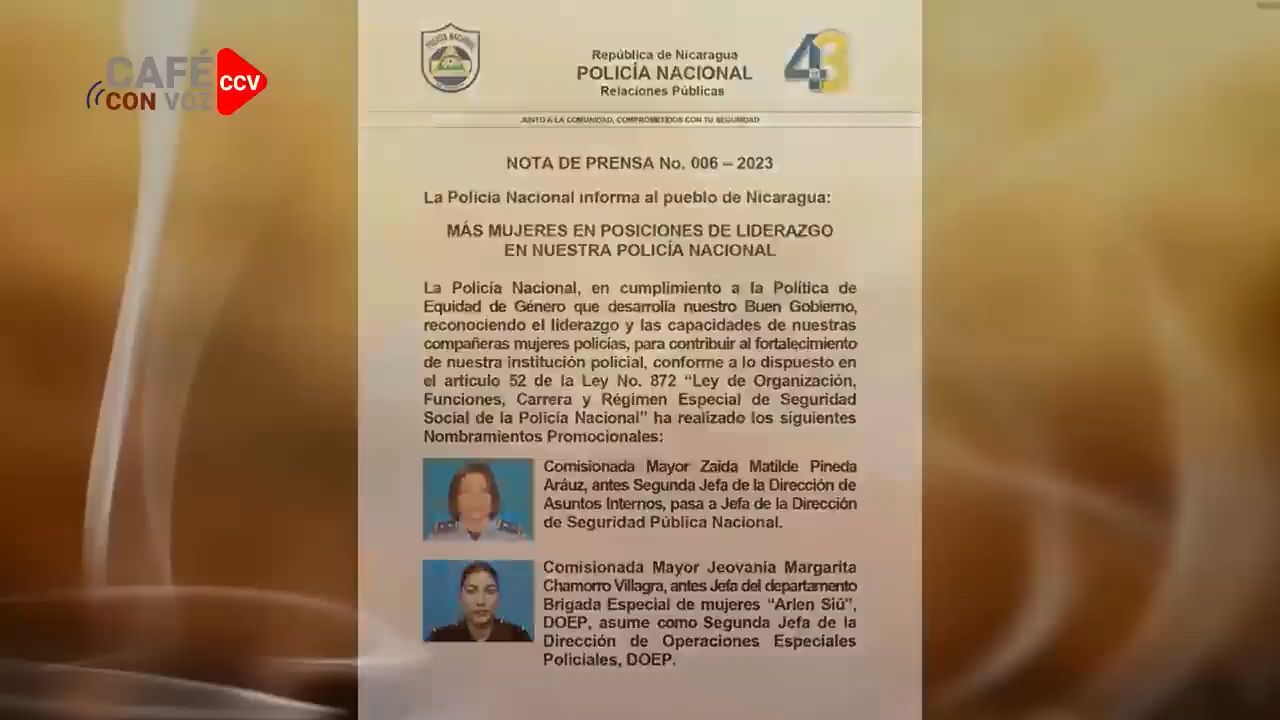 CAFÉ
CON VOZ
CCV
POLICIA NACIONAL
República de Nicaragua
POLICÍA NACIONAL
Relaciones Públicas
43
JUNTO A LA COMUNIDAD, COMPROMETIDOS CON TU SEGURIDAD
NOTA DE PRENSA No. 006 – 2023
La Policía Nacional informa al pueblo de Nicaragua:
MÁS MUJERES EN POSICIONES DE LIDERAZGO
EN NUESTRA POLICÍA NACIONAL
La Policía Nacional, en cumplimiento a la Política de
Equidad de Género que desarrolla nuestro Buen Gobierno,
reconociendo el liderazgo y las capacidades de nuestras
compañeras mujeres policías, para contribuir al fortalecimiento
de nuestra institución policial, conforme a lo dispuesto en
el artículo 52 de la Ley No. 872 “Ley de Organización,
Funciones, Carrera y Régimen Especial de Seguridad
Social de la Policía Nacional” ha realizado los siguientes
Nombramientos Promocionales:
Comisionada Mayor Zaida Matilde Pineda
Aráuz, antes Segunda Jefa de la Dirección de
Asuntos Internos, pasa a Jefa de la Dirección
de Seguridad Pública Nacional.
Comisionada Mayor Jeovania Margarita
Chamorro Villagra, antes Jefa del departamento
Brigada Especial de mujeres “Arlen Siú”,
DOEP, asume como Segunda Jefa de la
Dirección de Operaciones Especiales
Policiales, DOEP.